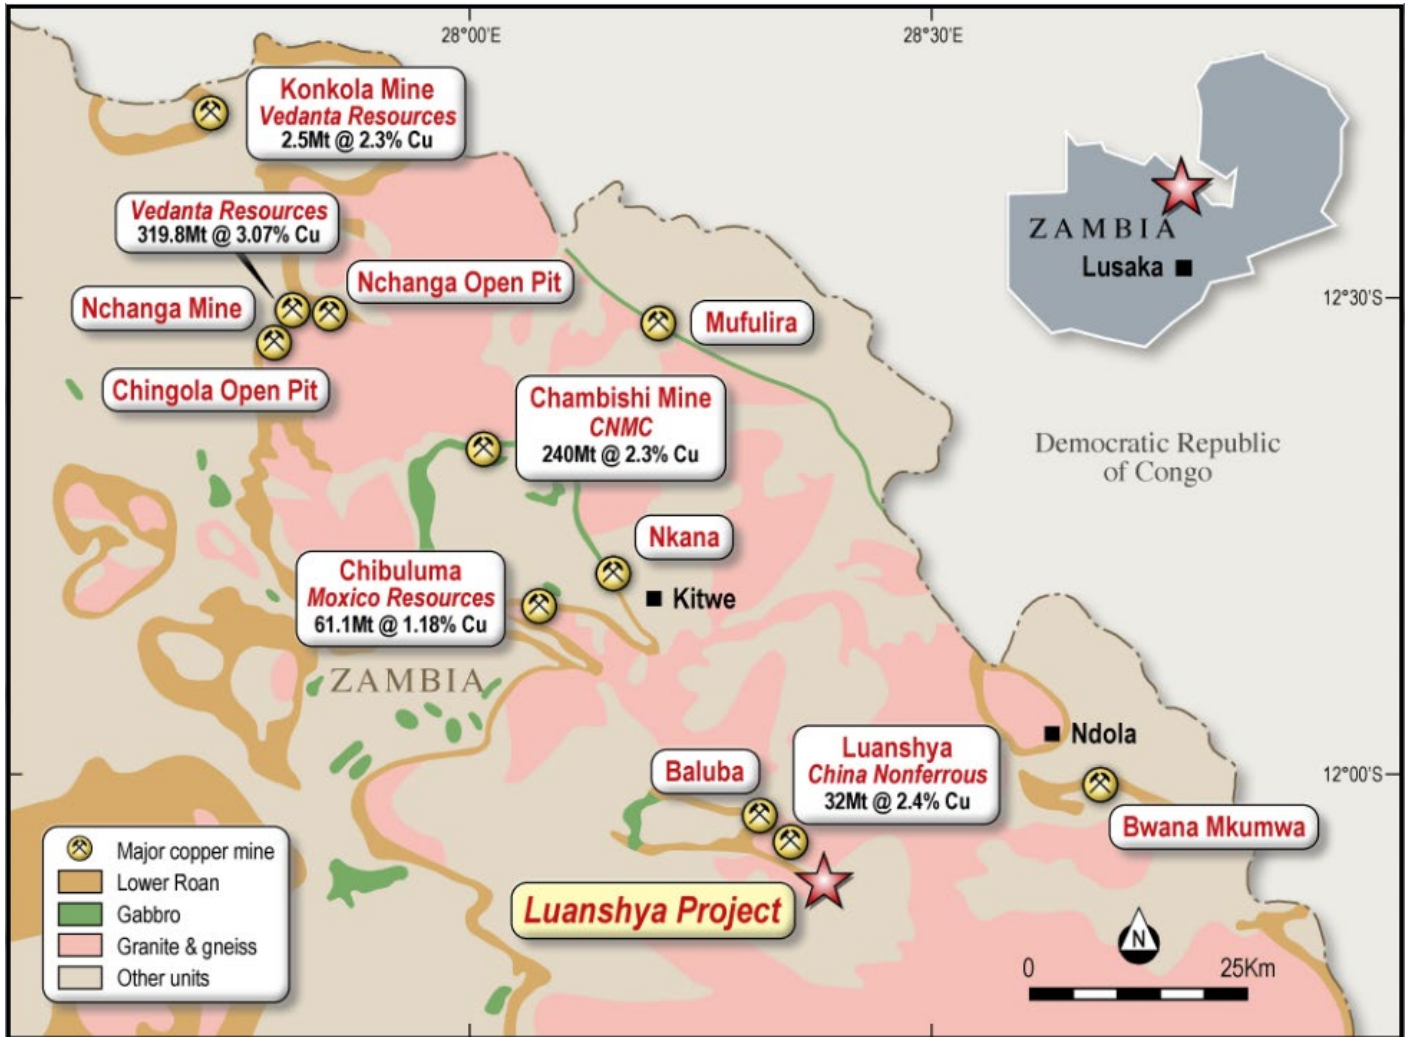 28°00'E
28°30'E
Konkola Mine
Vedanta Resources
2.5Mt @ 2.3% Cu
Vedanta Resources
319.8Mt @ 3.07% Cu
ZAMBIA
Lusaka
Nchanga Open Pit
Nchanga Mine
12°30'S
Mufulira
Chingola Open Pit
Chambishi Mine
CNMC
240Mt @ 2.3% Cu
Democratic Republic
of Congo
Nkana
Chibuluma
Moxico Resources
61.1Mt @ 1.18% Cu
Kitwe
ZAMBIA
Ndola
Luanshya
China Nonferrous
32Mt @ 2.4% Cu
Baluba
12°00'S
Bwana Mkumwa
Luanshya Project
Major copper mine
Lower Roan
Gabbro
Granite & gneiss
Other units
N
0 25Km